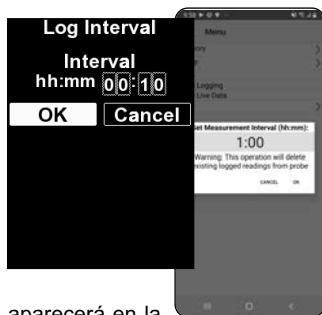 Log Interval
Interval
hh:mm 00:10
OK Cancel
Menu
Logging
Live Data
Set Measurement Interval (hh:mm):
1:00
Warning: This operation will delete
existing logged readings from probe
CANCEL OK
aparecerá en la